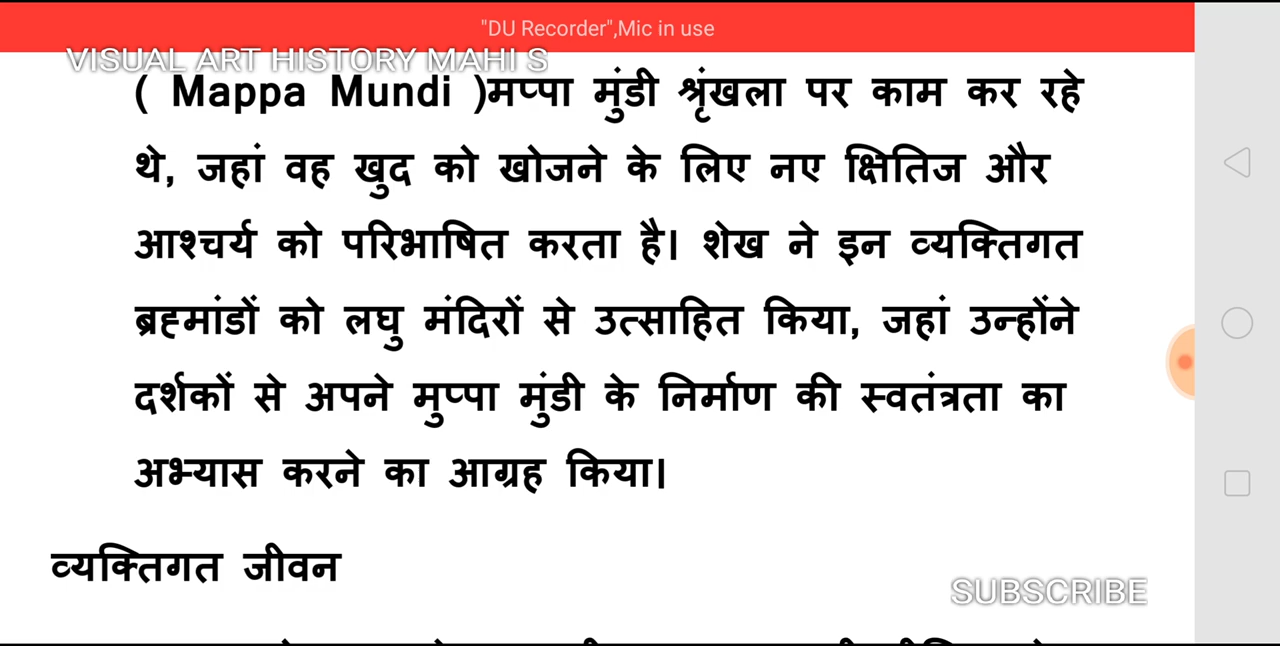 "DU Recorder",Mic in use
VISUAL ART HISTORY MAHI S
( Mappa Mundi )मप्पा मुंडी श्रृंखला पर काम कर रहे
थे, जहां वह खुद को खोजने के लिए नए क्षितिज और
आश्चर्य को परिभाषित करता है। शेख ने इन व्यक्तिगत
ब्रह्मांडों को लघु मंदिरों से उत्साहित किया, जहां उन्होंने
दर्शकों से अपने मुप्पा मुंडी के निर्माण की स्वतंत्रता का
अभ्यास करने का आग्रह किया।
व्यक्तिगत जीवन
SUBSCRIBE